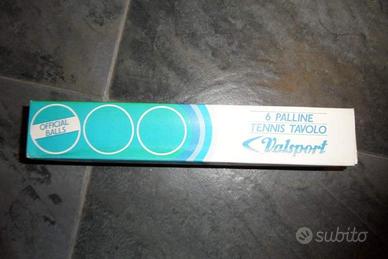 OFFICIAL
BALLS
6 PALLINE
TENNIS TAVOLO
Valsport
subito